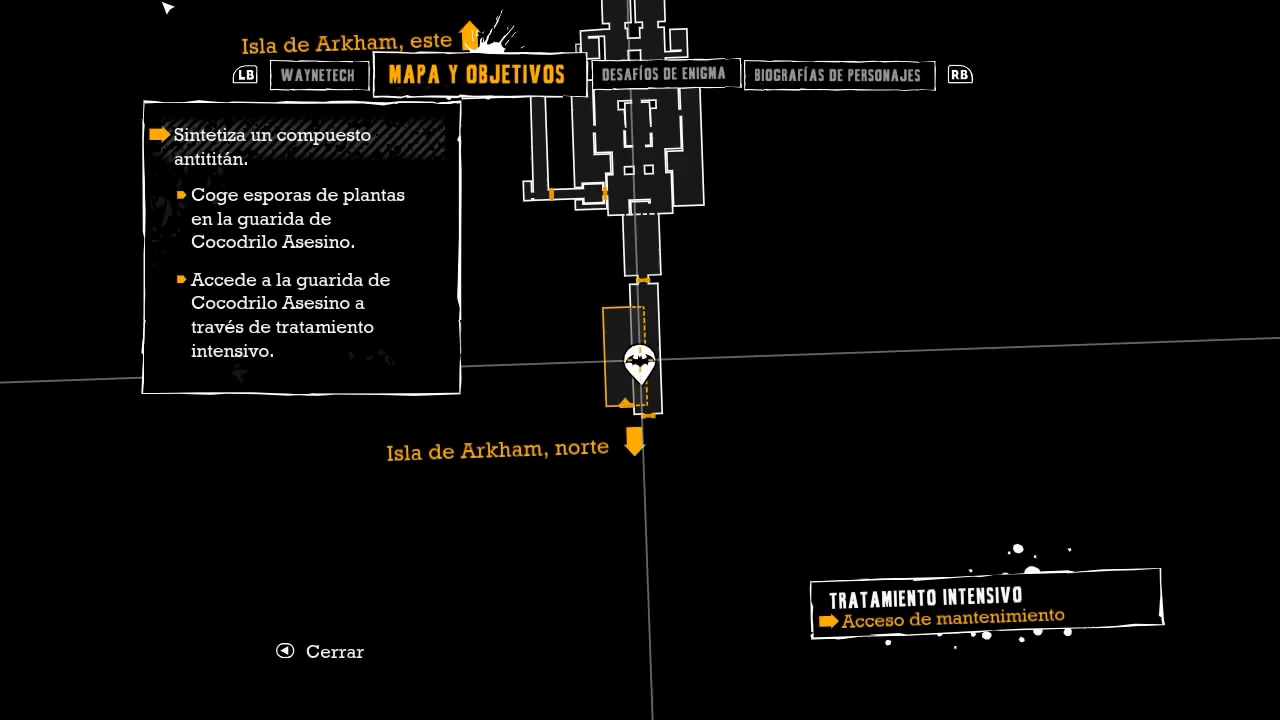 Isla de Arkham, este
LB WAYNETECH MAPA Y OBJETIVOS DESAFÍOS DE ENIGMA BIOGRAFÍAS DE PERSONAJES RB
Sintetiza un compuesto
antititán.
Coge esporas de plantas
en la guarida de
Cocodrilo Asesino.
Accede a la guarida de
Cocodrilo Asesino a
través de tratamiento
intensivo.
Isla de Arkham, norte
TRATAMIENTO INTENSIVO
Acceso de mantenimiento
Cerrar